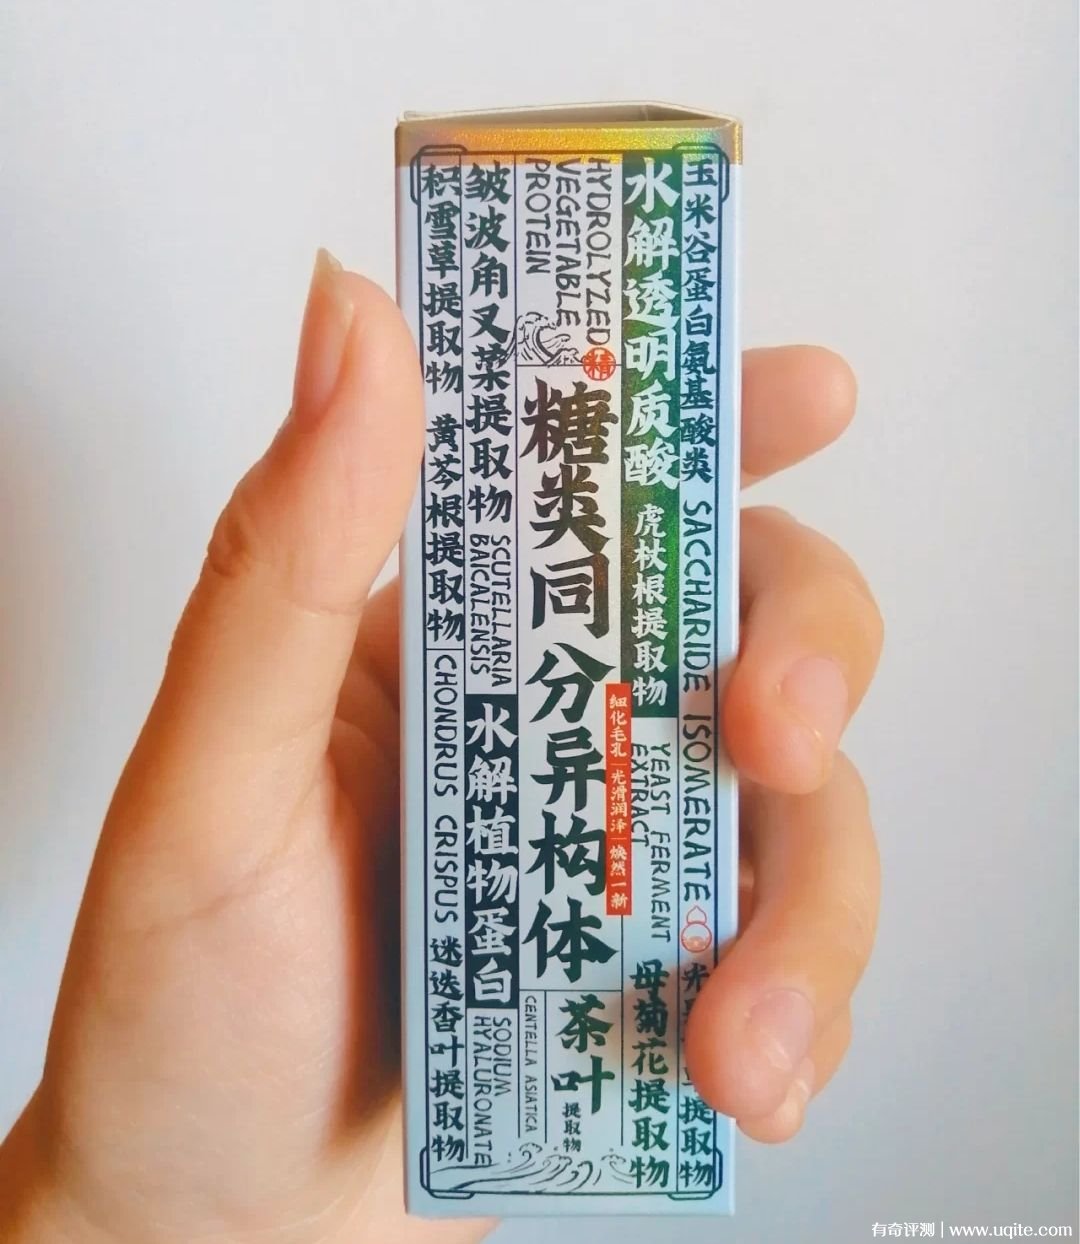 玉米谷蛋白氨基酸类
SACCHARIDE ISOMERATE
提取物
水解透明质酸
虎杖根提取物
YEAST FERMENT
EXTRACT
母菊花提取物
HYDROLYZED
VEGETABLE
PROTEIN
精
糖类同分异构体
细化毛孔|光滑润泽|焕然一新
茶叶
提取物
CENTELLA ASIATICA
皱波角叉菜提取物
SCUTELLARIA
BAICALENSIS
水解植物蛋白
SODIUM
HYALURONATE
积雪草提取物
黄芩根提取物
CHONDRUS CRISPUS
迷迭香叶提取物
有奇评测 | www.uqite.com